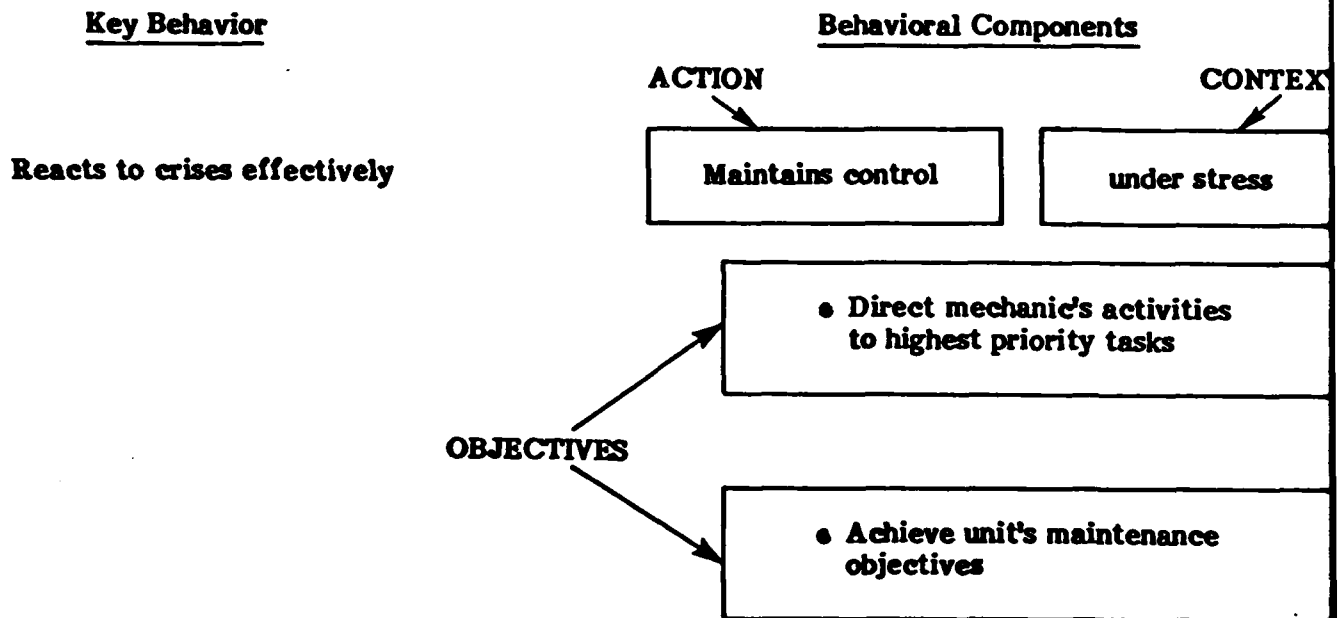 Key Behavior
Behavioral Components
ACTION
CONTEX
Reacts to crises effectively
Maintains control
under stress
• Direct mechanic's activities
to highest priority tasks
OBJECTIVES
• Achieve unit's maintenance
objectives